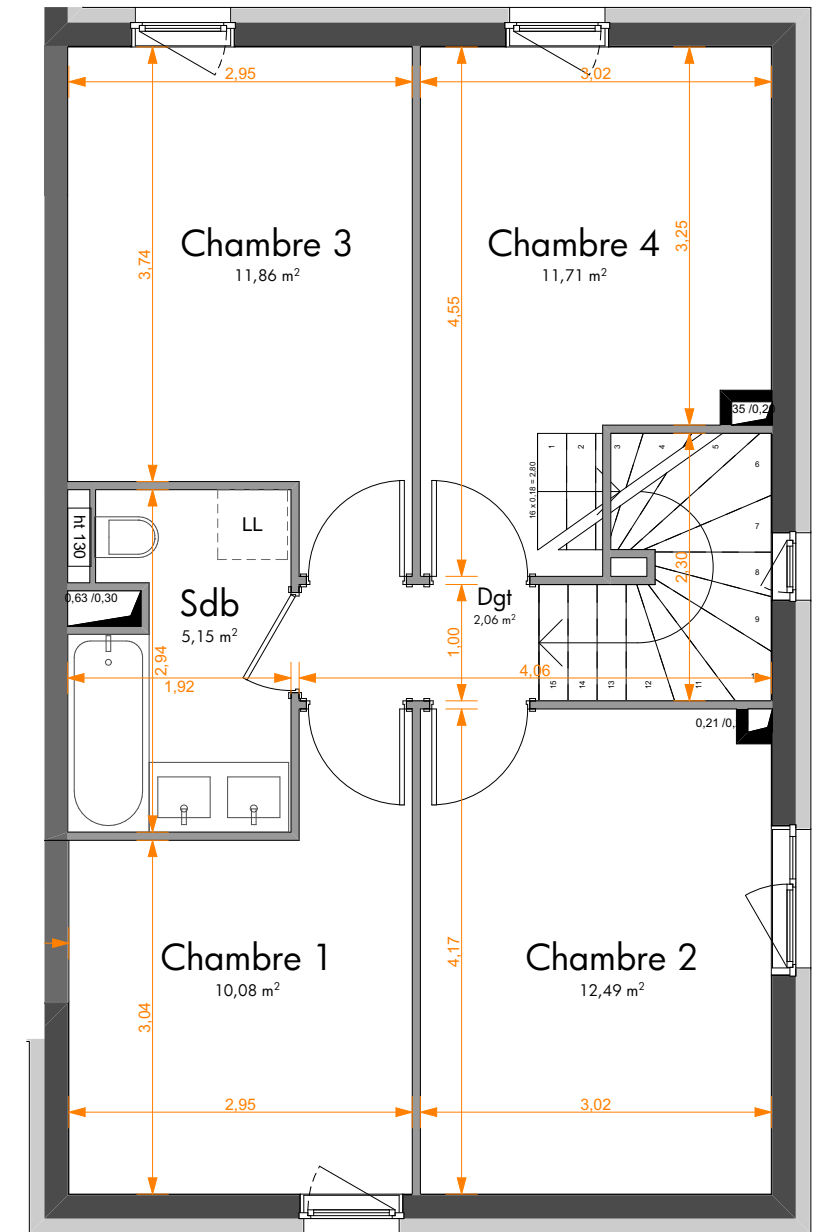 2,95
3,02
Chambre 3
11,86 m²
Chambre 4
11,71 m²
3,74
4,55
3,25
35 /0,20
1
2
3
4
5
6
7
8
9
10
11
12
13
14
15
16 x 0.18 = 2.80
2,30
ht 130
LL
0,63 /0,30
Sdb
5,15 m²
Dgt
2,06 m²
1,00
2,94
1,92
4,06
0,21 /0,
Chambre 1
10,08 m²
Chambre 2
12,49 m²
3,04
4,17
2,95
3,02